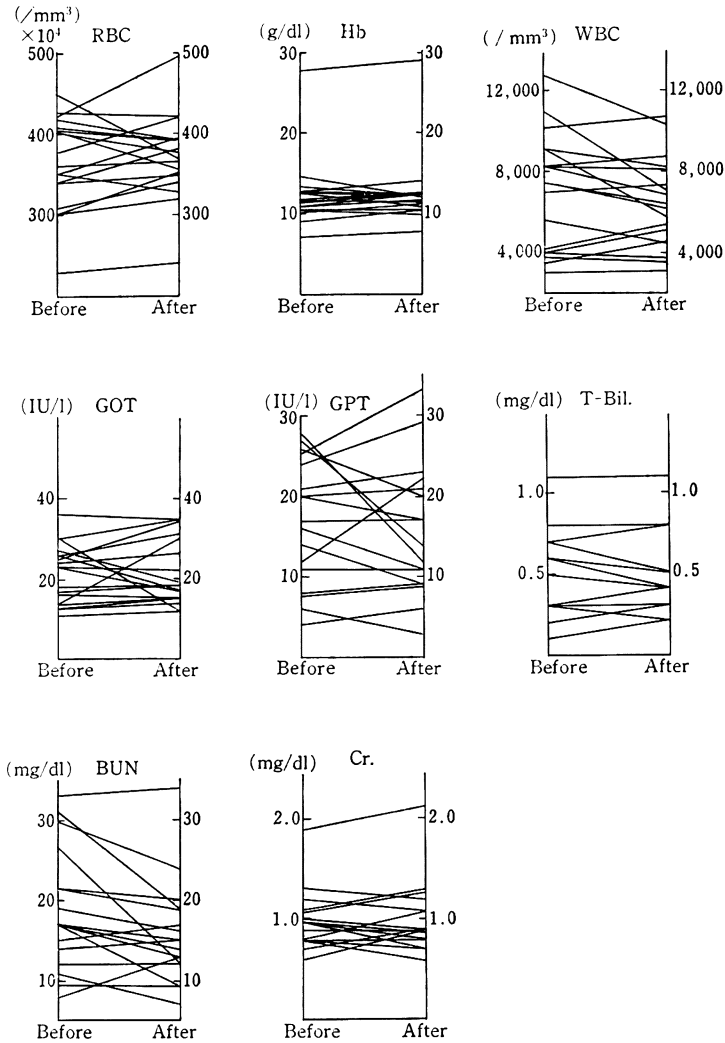 (/mm³)
×10⁴ RBC
500 500
400 400
300 300
Before After
(g/dl) Hb
30 30
20 20
10 10
Before After
(/mm³) WBC
12,000 12,000
8,000 8,000
4,000 4,000
Before After
(IU/l) GOT
40 40
20 20
Before After
(IU/l) GPT
30 30
20 20
10 10
Before After
(mg/dl) T-Bil.
1.0 1.0
0.5 0.5
Before After
(mg/dl) BUN
30 30
20 20
10 10
Before After
(mg/dl) Cr.
2.0 2.0
1.0 1.0
Before After